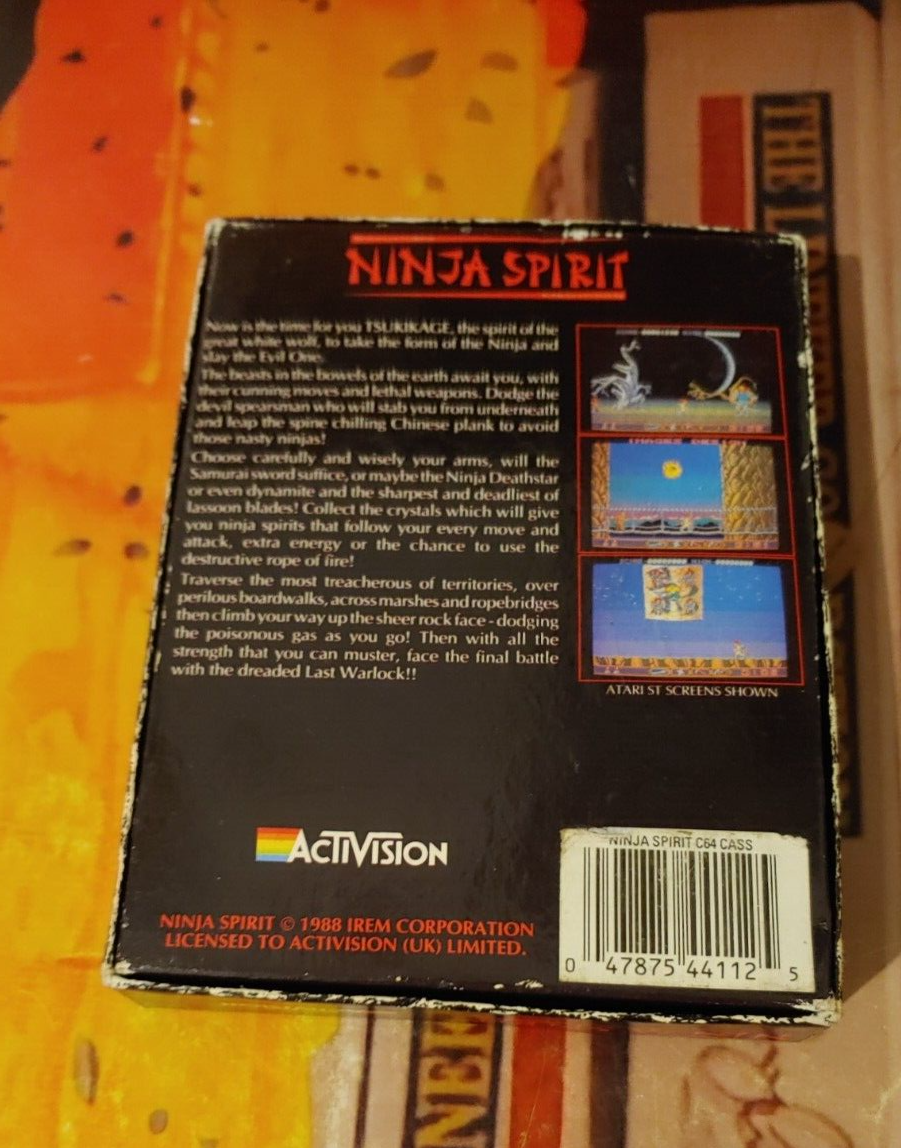 NINJA SPIRIT
Now is the time for you TSUKIKAGE, the spirit of the
great white wolf, to take the form of the Ninja and
slay the Evil One.
The beasts in the bowels of the earth await you, with
their cunning moves and lethal weapons. Dodge the
devil spearsman who will stab you from underneath
and leap the spine chilling Chinese plank to avoid
those nasty ninjas!
Choose carefully and wisely your arms, will the
Samurai sword suffice, or maybe the Ninja Deathstar
or even dynamite and the sharpest and deadliest of
lassoon blades! Collect the crystals which will give
you ninja spirits that follow your every move and
attack, extra energy or the chance to use the
destructive rope of fire!
Traverse the most treacherous of territories, over
perilous boardwalks, across marshes and ropebridges
then climb your way up the sheer rock face - dodging
the poisonous gas as you go! Then with all the
strength that you can muster, face the final battle
with the dreaded Last Warlock!!
ATARI ST SCREENS SHOWN
ACTIVISION
NINJA SPIRIT © 1988 IREM CORPORATION
LICENSED TO ACTIVISION (UK) LIMITED.
NINJA SPIRIT C64 CASS
0 47875 44112 5
THE
NE